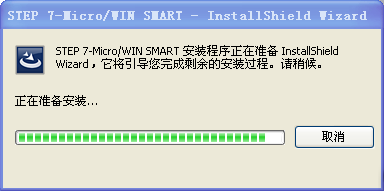 STEP 7-Micro/WIN SMART - InstallShield Wizard
STEP 7-Micro/WIN SMART 安装程序正在准备 InstallShield
Wizard，它将引导您完成剩余的安装过程。请稍候。
正在准备安装...
取消